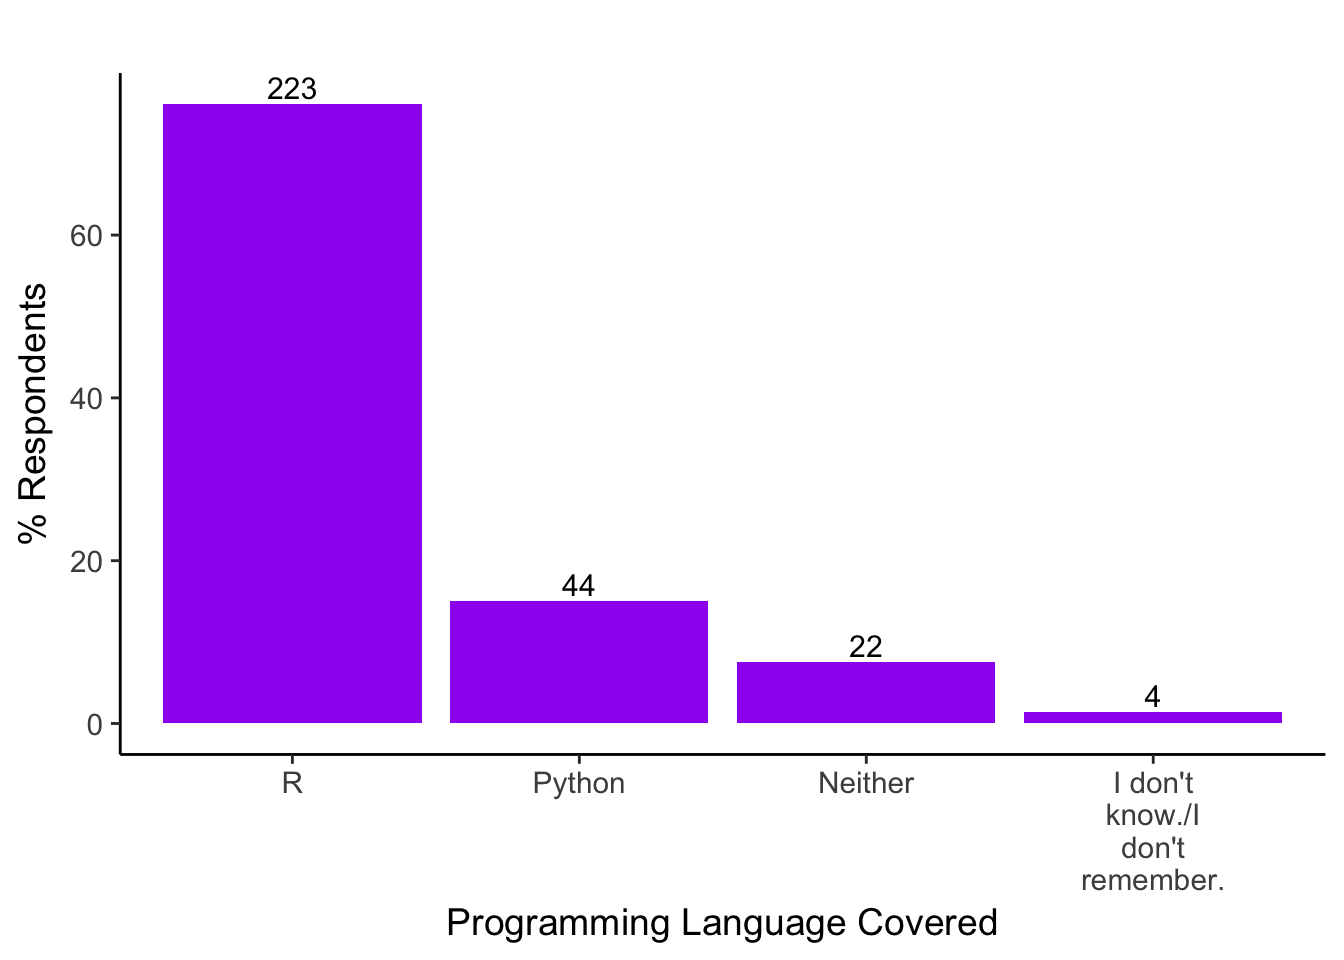 223
60
40
20
0
% Respondents
44
22
4
R
Python
Neither
I don't
know./I
don't
remember.
Programming Language Covered